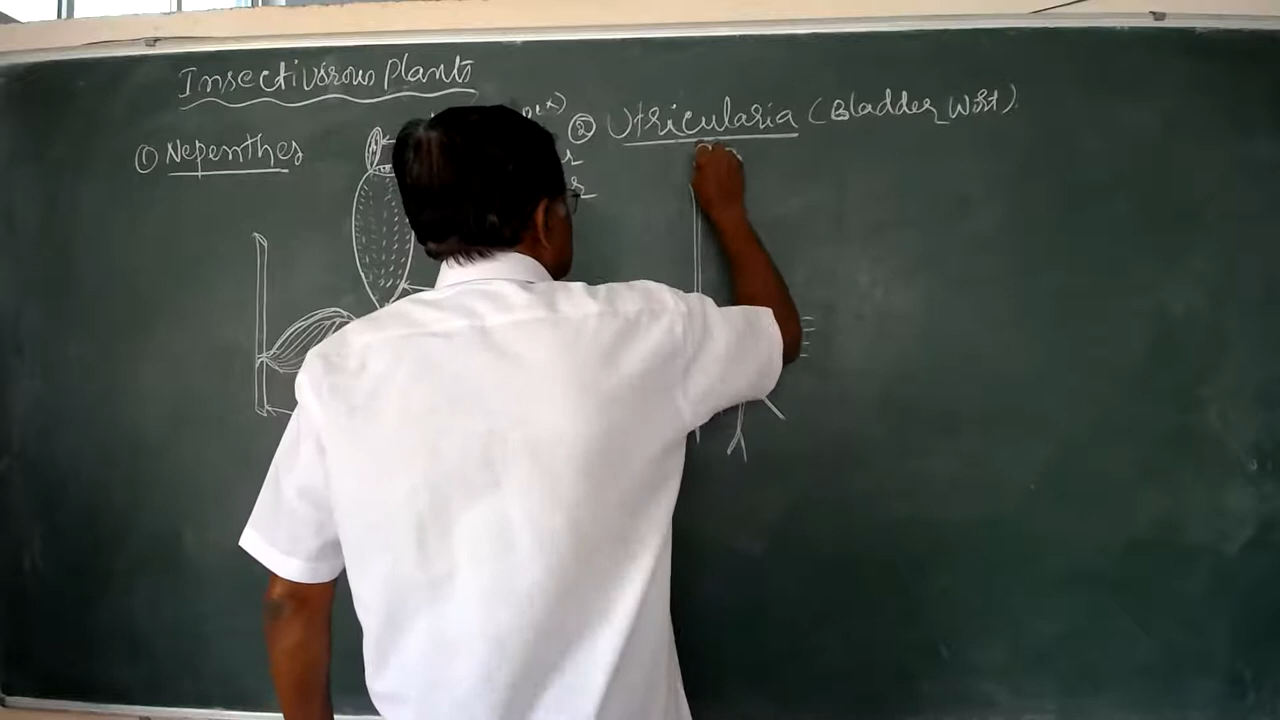 Insectivorous Plants
① Nepenthes
② Utricularia (Bladder Wort)